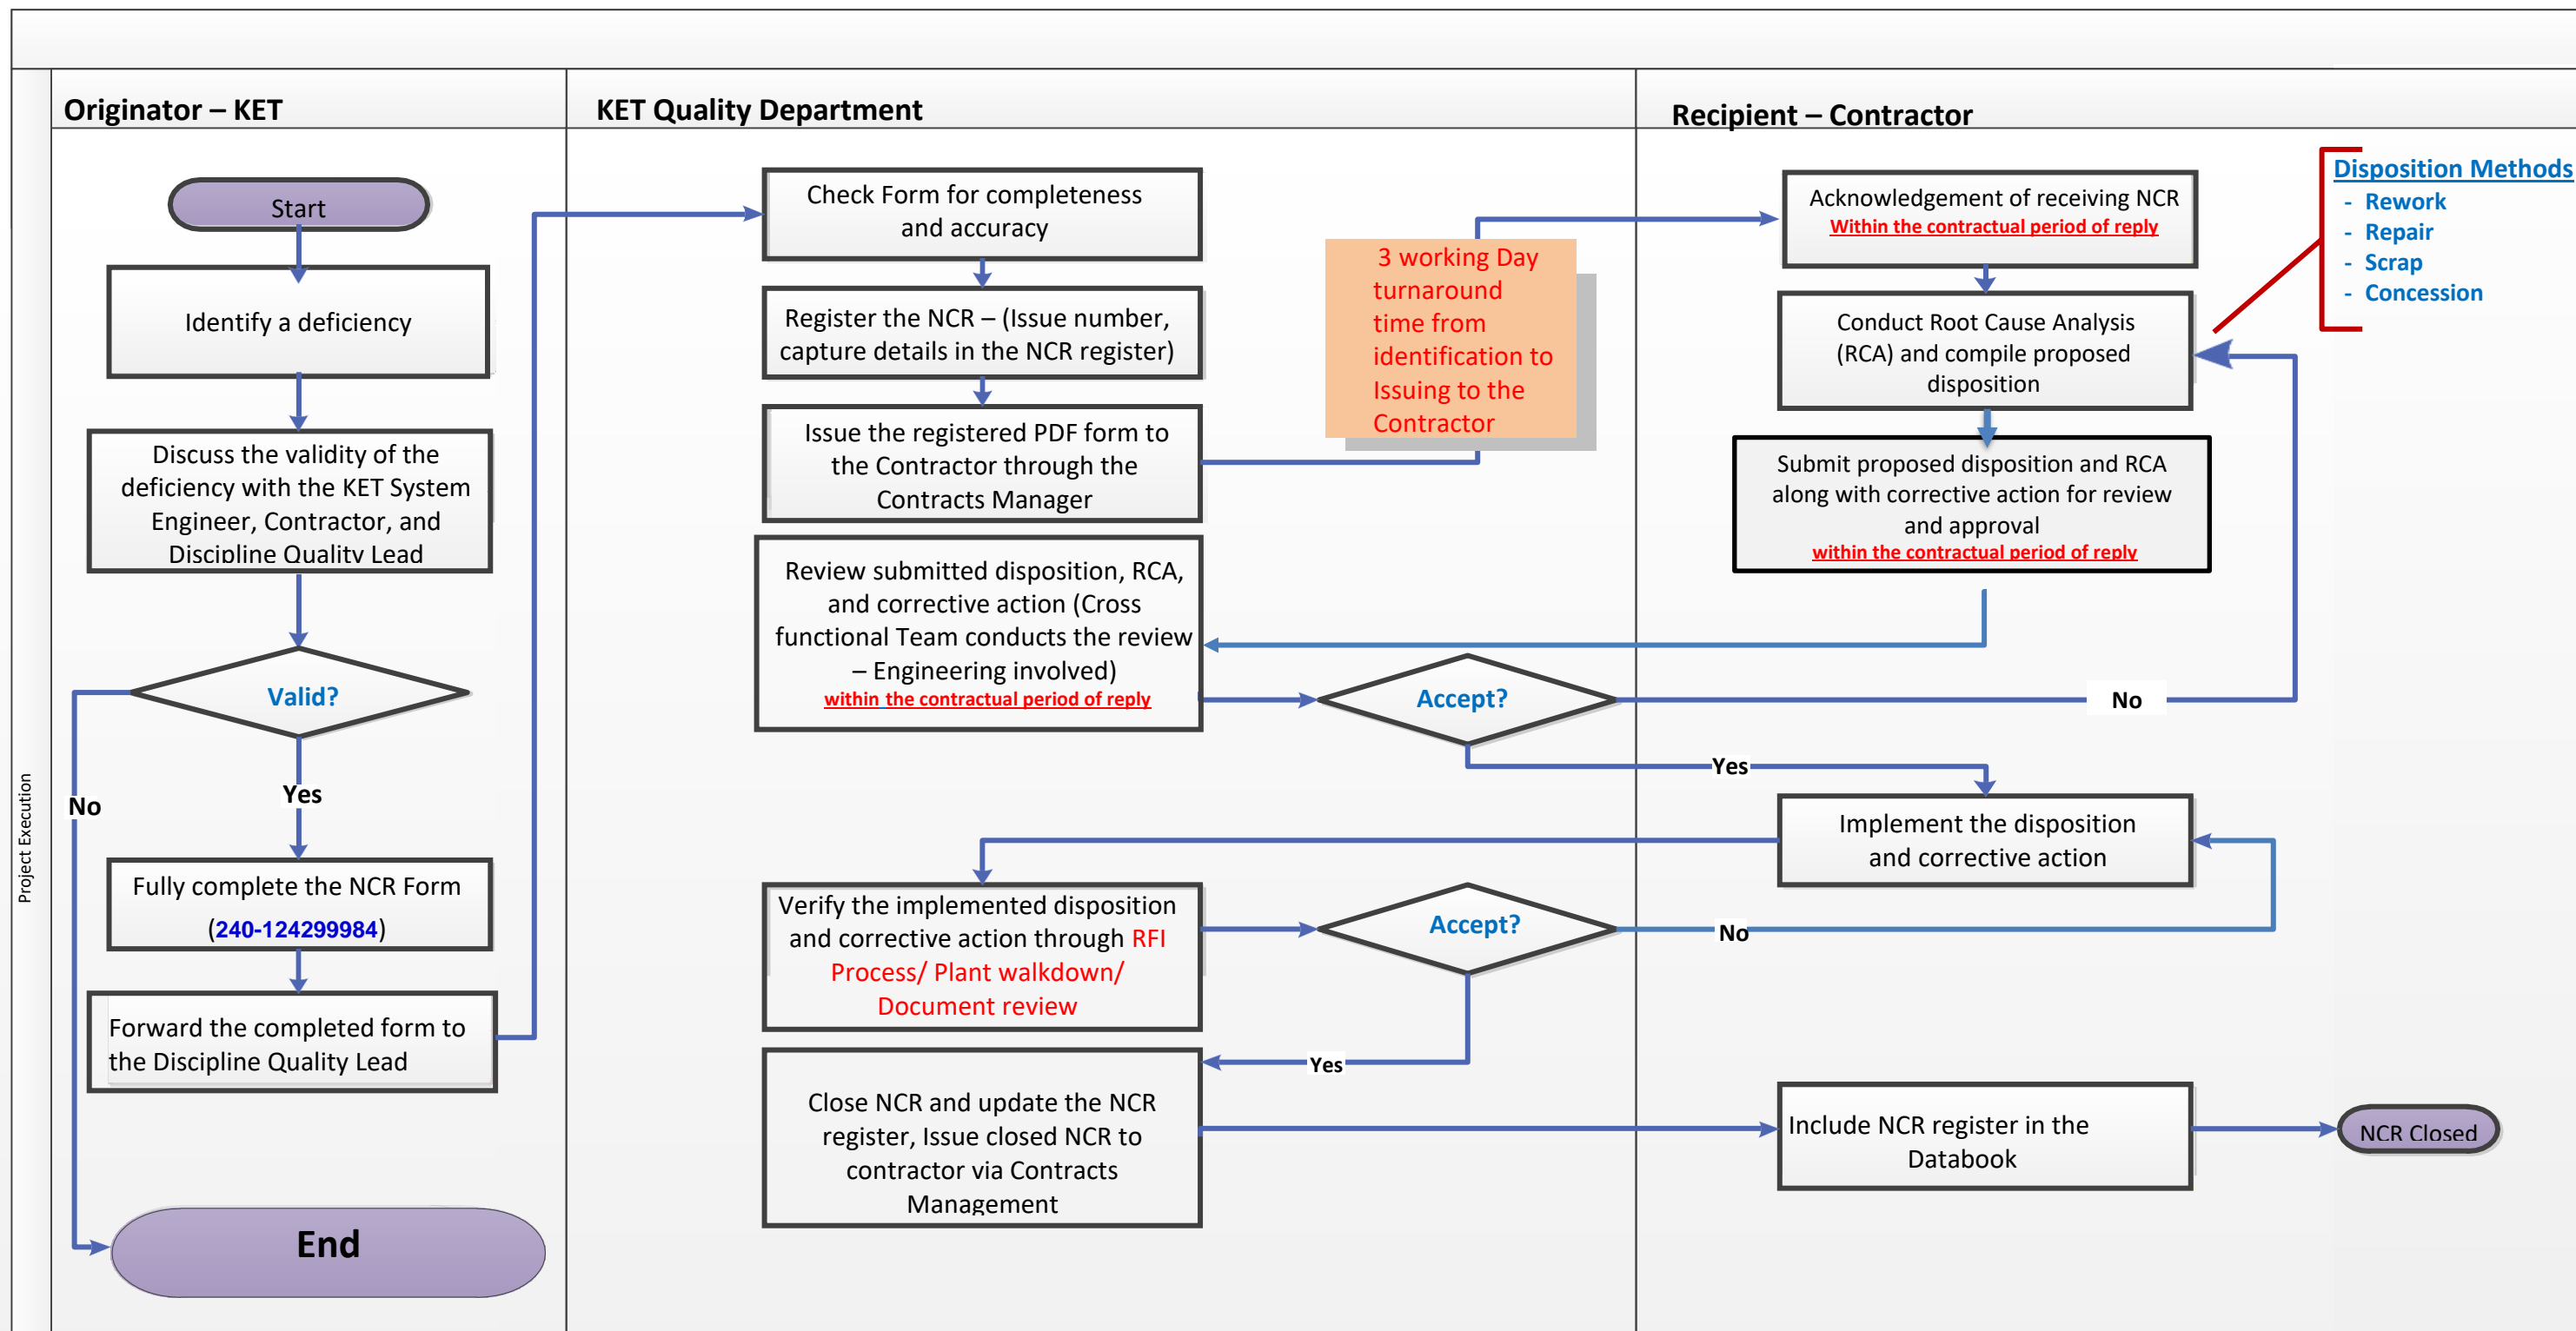 Project Execution
Originator – KET
Start
Identify a deficiency
Discuss the validity of the
deficiency with the KET System
Engineer, Contractor, and
Discipline Quality Lead
Valid?
No
Yes
Fully complete the NCR Form
(240-124299984)
Forward the completed form to
the Discipline Quality Lead
End
KET Quality Department
Check Form for completeness
and accuracy
Register the NCR – (Issue number,
capture details in the NCR register)
Issue the registered PDF form to
the Contractor through the
Contracts Manager
3 working Day
turnaround
time from
identification to
Issuing to the
Contractor
Review submitted disposition, RCA,
and corrective action (Cross
functional Team conducts the review
– Engineering involved)
within the contractual period of reply
Accept?
No
Yes
Verify the implemented disposition
and corrective action through RFI
Process/ Plant walkdown/
Document review
Accept?
No
Yes
Close NCR and update the NCR
register, Issue closed NCR to
contractor via Contracts
Management
Recipient – Contractor
Acknowledgement of receiving NCR
Within the contractual period of reply
Conduct Root Cause Analysis
(RCA) and compile proposed
disposition
Submit proposed disposition and RCA
along with corrective action for review
and approval
within the contractual period of reply
Disposition Methods
- Rework
- Repair
- Scrap
- Concession
Implement the disposition
and corrective action
Include NCR register in the
Databook
NCR Closed